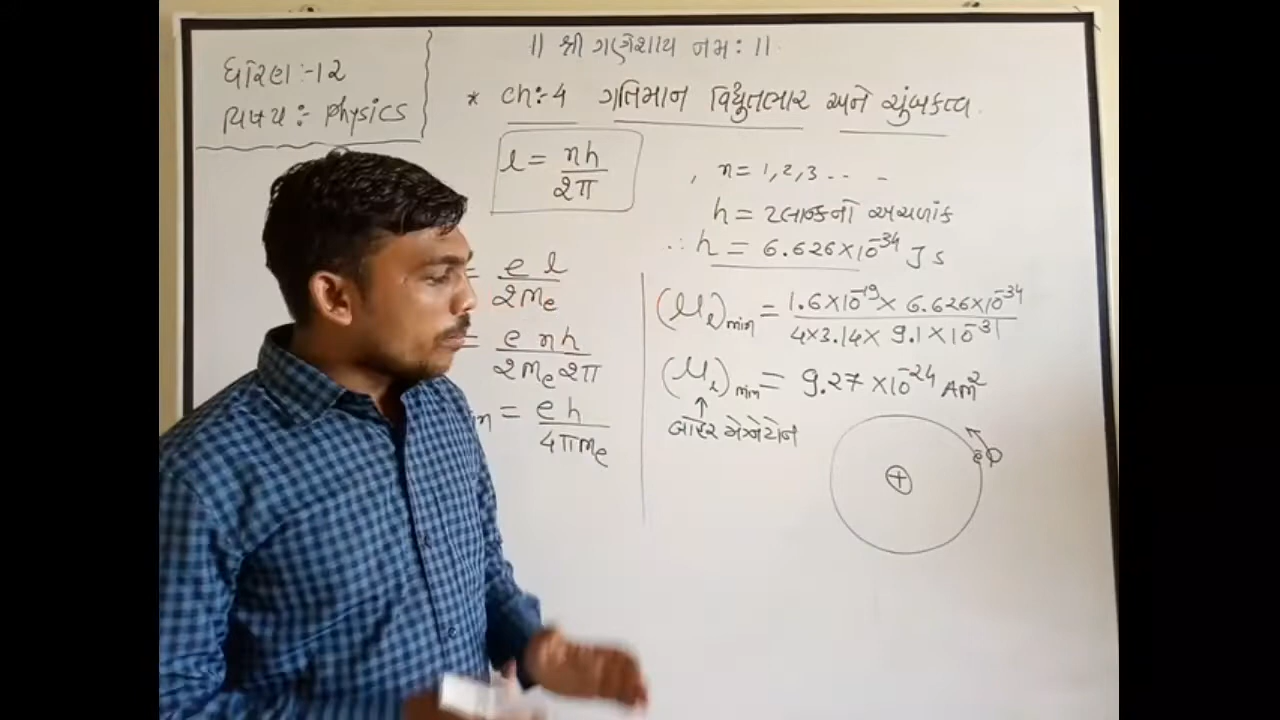 ॥ શ્રી ગણેશાય નમઃ ॥
ધોરણ :- ૧૨
વિષય :- Physics
* ch:-4 ગતિમાન વિદ્યુતભાર અને ચુંબકત્વ.
l = nh / 2π
, n = 1, 2, 3 - - -
h = પ્લાન્કનો અચળાંક
∴ h = 6.626×10⁻³⁴ J s
= e l / 2me
= e nh / 2me 2π
= eh / 4πme
(μl)min = 1.6×10⁻¹⁹ × 6.626×10⁻³⁴ / 4×3.14× 9.1×10⁻³¹
(μl)min = 9.27 ×10⁻²⁴ Am²
↑
બોહર મેગ્નેટોન
+
e